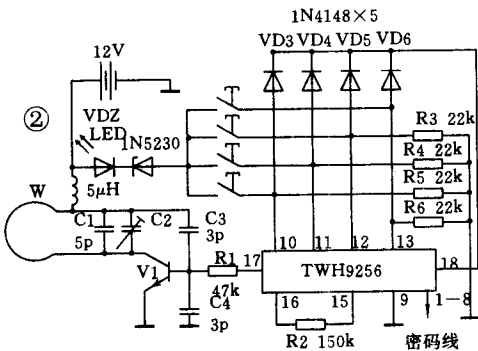 1N4148×5
VD3 VD4 VD5 VD6
12V
②
VDZ
LED
1N5230
R3 22k
R4 22k
R5 22k
R6 22k
W
5μH
C1
5p
C2
C3
3p
V1
R1
47k
C4
3p
17
10
11
12
13
18
TWH9256
16
15
9
1-8
R2 150k
密码线